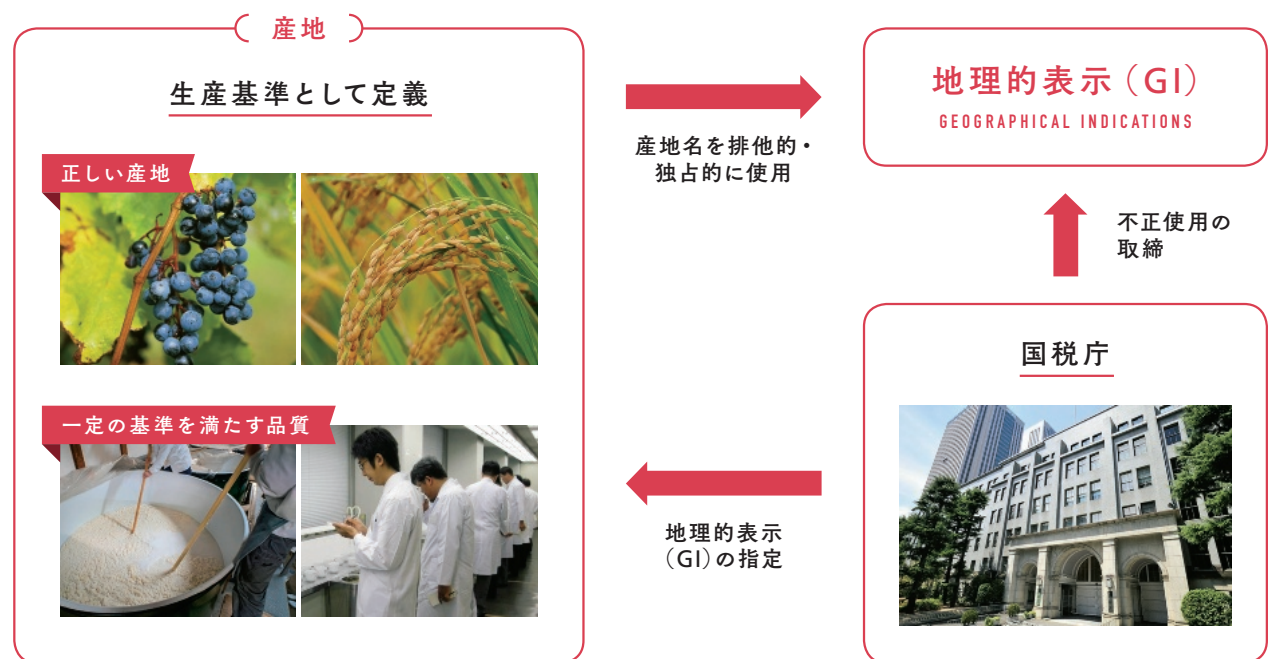 産地
生産基準として定義
正しい産地
一定の基準を満たす品質
産地名を排他的・
独占的に使用
地理的表示（GI）
GEOGRAPHICAL INDICATIONS
不正使用の
取締
国税庁
地理的表示
（GI）の指定